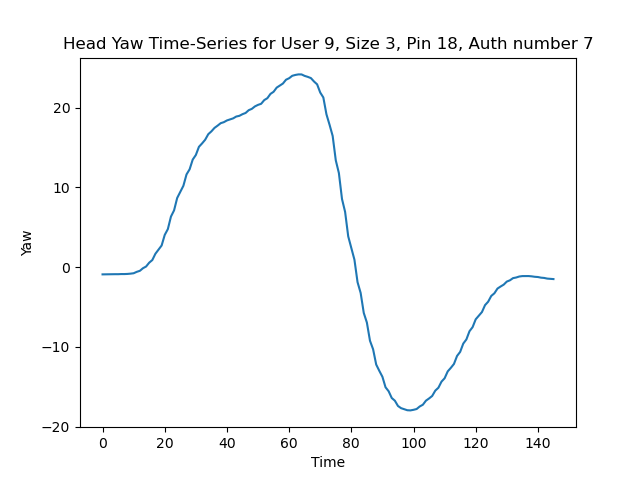 Head Yaw Time-Series for User 9, Size 3, Pin 18, Auth number 7
Yaw
20
10
0
−10
−20
0 20 40 60 80 100 120 140
Time